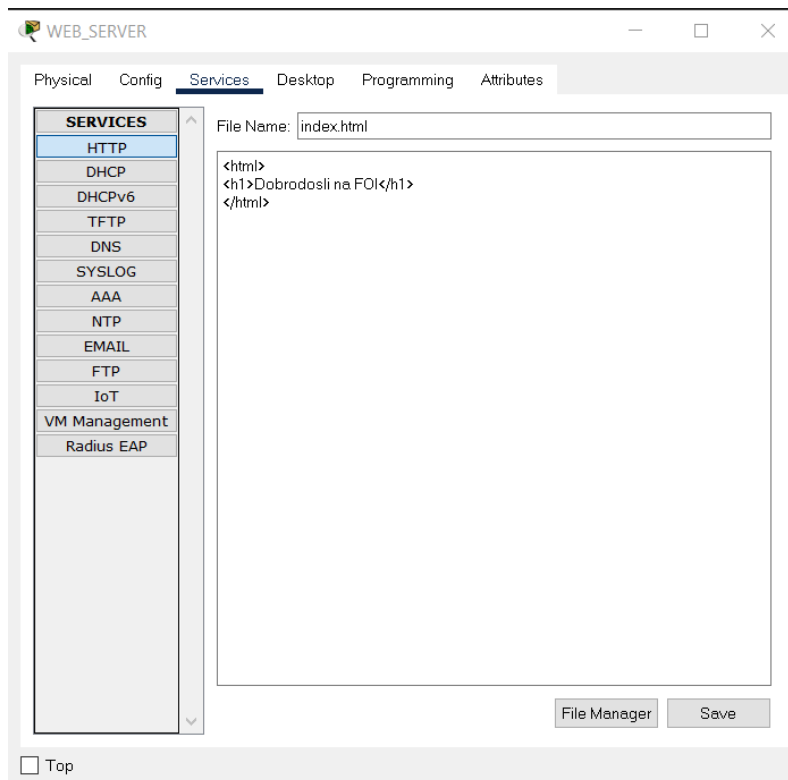 WEB_SERVER
Physical Config Services Desktop Programming Attributes
SERVICES
HTTP
DHCP
DHCPv6
TFTP
DNS
SYSLOG
AAA
NTP
EMAIL
FTP
IoT
VM Management
Radius EAP
File Name: index.html
<html>
<h1>Dobrodosli na FOI</h1>
</html>
File Manager Save
Top